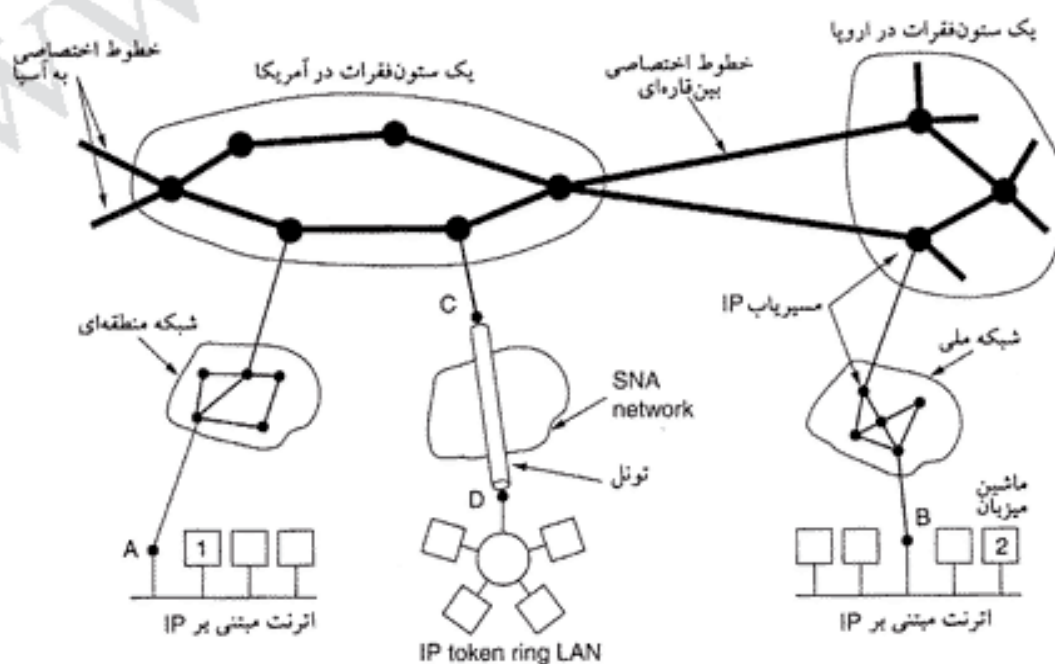 یک ستون‌فقرات در اروپا
خطوط اختصاصی
به آسیا
یک ستون‌فقرات در آمریکا
خطوط اختصاصی
بین‌قاره‌ای
C
مسیریاب IP
شبکه منطقه‌ای
شبکه ملی
SNA
network
تونل
D
A
1
B
ماشین
میزبان
2
اترنت مبتنی بر IP
اترنت مبتنی بر IP
IP token ring LAN